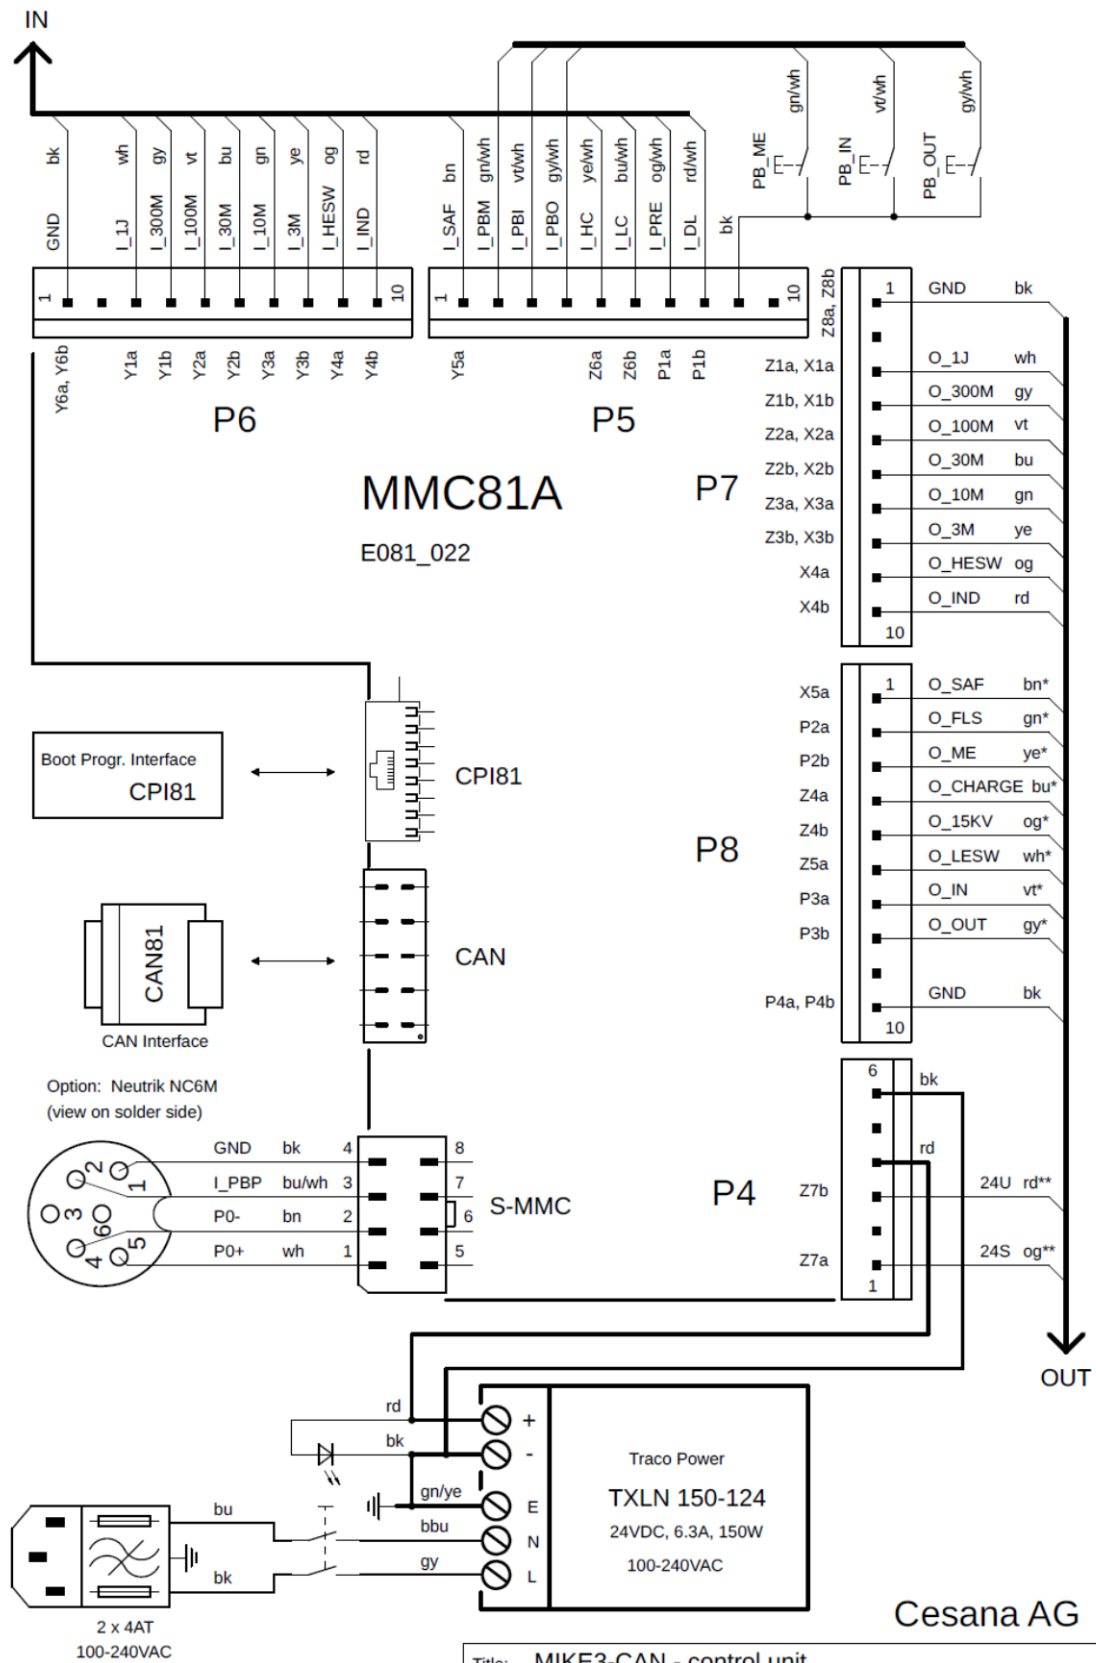 IN
bk
wh
gy
vt
bu
gn
ye
og
rd
bn
gn/wh
vt/wh
gy/wh
ye/wh
bu/wh
og/wh
rd/wh
bk
gn/wh
vt/wh
gy/wh
PB_ME
PB_IN
PB_OUT
GND
I_1J
I_300M
I_100M
I_30M
I_10M
I_3M
I_HESW
I_IND
I_SAF
I_PBM
I_PBI
I_PBO
I_HC
I_LC
I_PRE
I_DL
1
10
1
10
Y6a, Y6b
Y1a
Y1b
Y2a
Y2b
Y3a
Y3b
Y4a
Y4b
Y5a
Z6a
Z6b
P1a
P1b
P6
P5
MMC81A
E081_022
P7
Z8a, Z8b
1 GND bk
Z1a, X1a O_1J wh
Z1b, X1b O_300M gy
Z2a, X2a O_100M vt
Z2b, X2b O_30M bu
Z3a, X3a O_10M gn
Z3b, X3b O_3M ye
X4a O_HESW og
X4b O_IND rd
10
P8
X5a 1 O_SAF bn*
P2a O_FLS gn*
P2b O_ME ye*
Z4a O_CHARGE bu*
Z4b O_15KV og*
Z5a O_LESW wh*
P3a O_IN vt*
P3b O_OUT gy*
P4a, P4b GND bk
10
Boot Progr. Interface
CPI81
CPI81
CAN81
CAN Interface
CAN
Option: Neutrik NC6M
(view on solder side)
1
2
3
4
5
6
GND bk 4 8
I_PBP bu/wh 3 7
P0- bn 2 6
P0+ wh 1 5
S-MMC
P4
6 bk
rd
Z7b 24U rd**
Z7a 24S og**
1
OUT
rd +
bk -
gn/ye E
bbu N
gy L
bu
bk
Traco Power
TXLN 150-124
24VDC, 6.3A, 150W
100-240VAC
2 x 4AT
100-240VAC
Cesana AG
Title: MIKE3-CAN - control unit